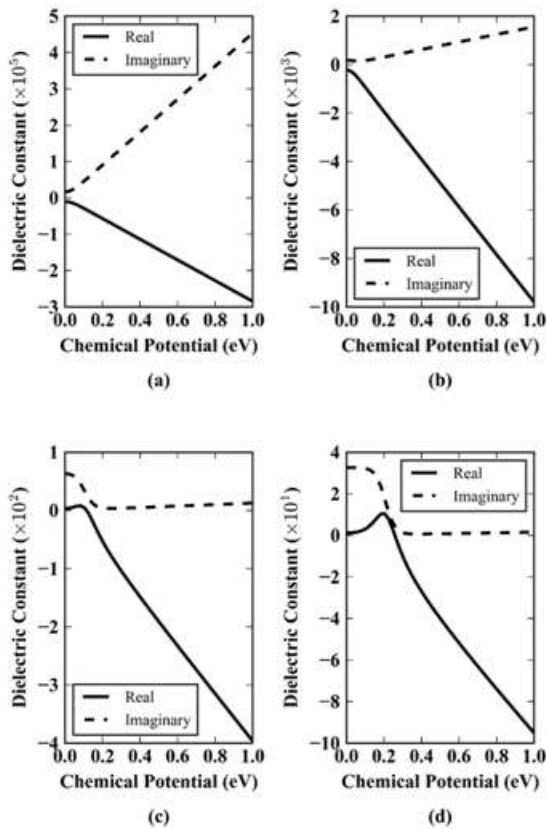 Dielectric Constant (×10⁵)
5
4
3
2
1
0
−1
−2
−3
Real
Imaginary
0.0 0.2 0.4 0.6 0.8 1.0
Chemical Potential (eV)
(a)
Dielectric Constant (×10³)
2
0
−2
−4
−6
−8
−10
Real
Imaginary
0.0 0.2 0.4 0.6 0.8 1.0
Chemical Potential (eV)
(b)
Dielectric Constant (×10²)
1
0
−1
−2
−3
−4
Real
Imaginary
0.0 0.2 0.4 0.6 0.8 1.0
Chemical Potential (eV)
(c)
Dielectric Constant (×10¹)
4
2
0
−2
−4
−6
−8
−10
Real
Imaginary
0.0 0.2 0.4 0.6 0.8 1.0
Chemical Potential (eV)
(d)